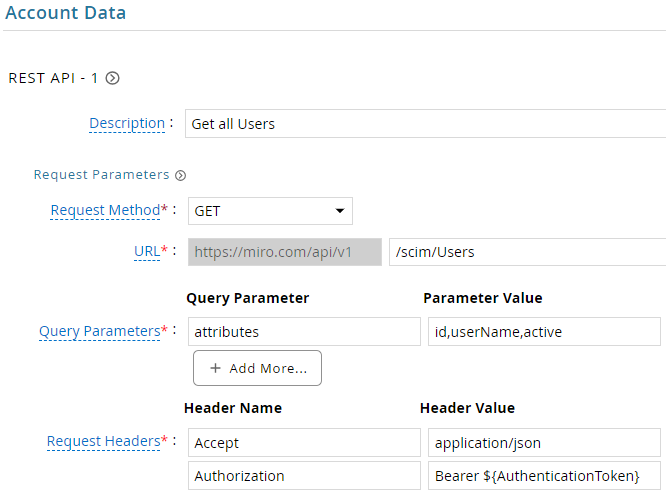 Account Data
REST API - 1
Description : Get all Users
Request Parameters
Request Method* : GET
URL* : https://miro.com/api/v1 /scim/Users
Query Parameter Parameter Value
Query Parameters* : attributes id,userName,active
+ Add More...
Header Name Header Value
Request Headers* : Accept application/json
Authorization Bearer ${AuthenticationToken}